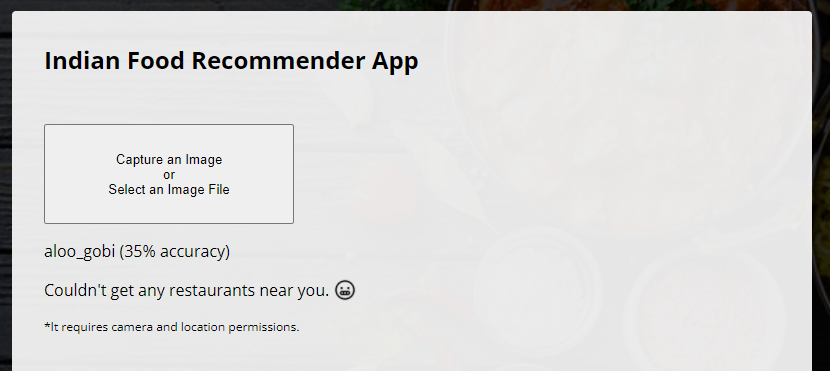 Indian Food Recommender App
Capture an Image
or
Select an Image File
aloo_gobi (35% accuracy)
Couldn't get any restaurants near you. 😬
*It requires camera and location permissions.